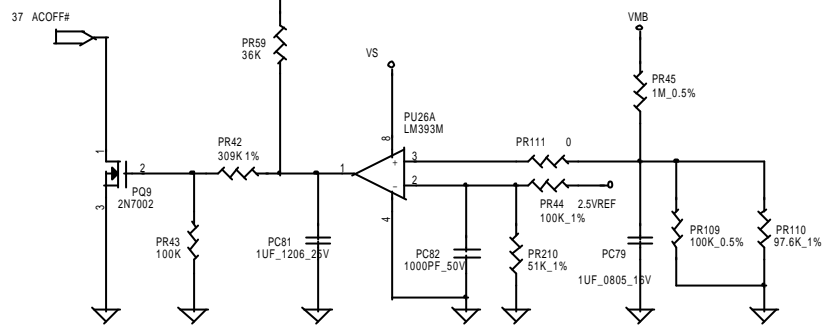 37 ACOFF#
VMB
PR59
36K
VS
PR45
1M_0.5%
PU26A
LM393M
8
PR42
309K 1%
PR111 0
1
3
+
1
2
2
-
PR44
100K_1%
2.5VREF
PQ9
2N7002
3
4
PR43
100K
PC81
1UF_1206_25V
PC82
1000PF_50V
PR210
51K_1%
PC79
1UF_0805_16V
PR109
100K_0.5%
PR110
97.6K_1%